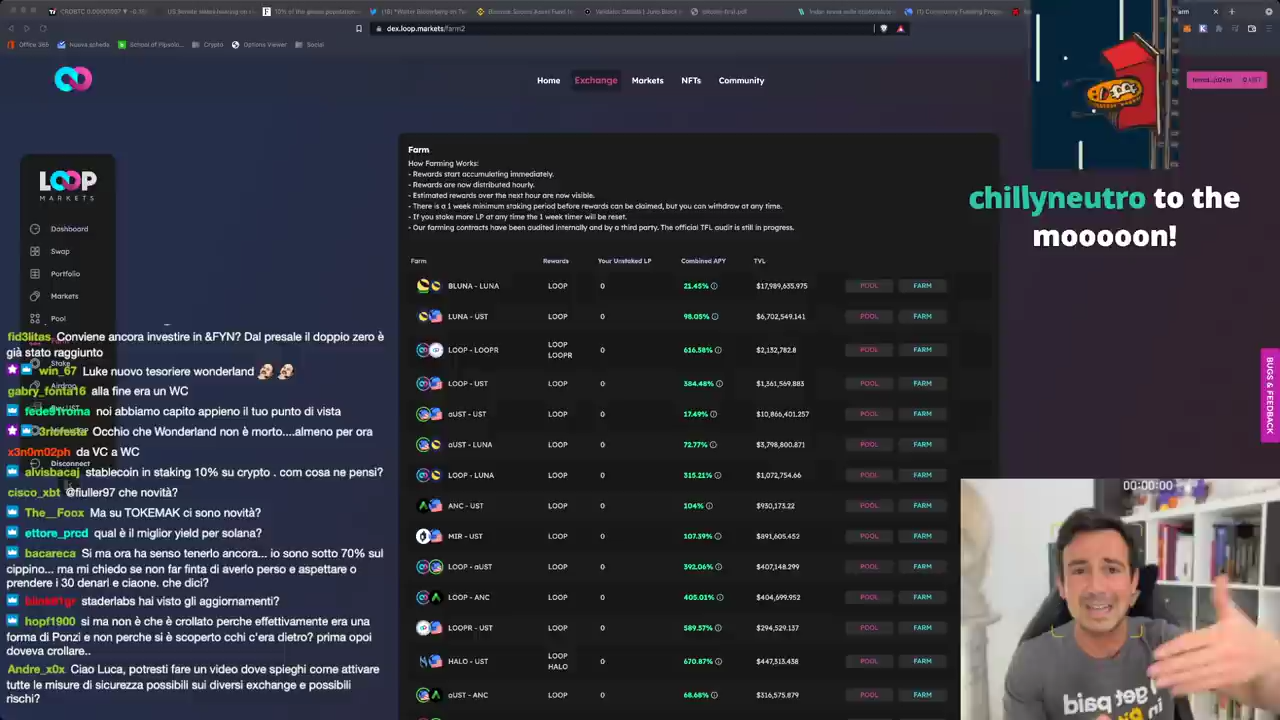 dex.loop.markets/farm2
Office 365
Nuova scheda
Crypto
Options Viewer
Social
Home
Exchange
Markets
NFTs
Community
LOOP
MARKETS
Dashboard
Swap
Portfolio
Markets
Pool
Stake
Airdrop
Disconnect
Farm
How Farming Works:
- Rewards start accumulating immediately.
- Rewards are now distributed hourly.
- Estimated rewards over the next hour are now visible.
- There is a 1 week minimum staking period before rewards can be claimed, but you can withdraw at any time.
- If you stake more LP at any time the 1 week timer will be reset.
- Our farming contracts have been audited internally and by a third party. The official TFL audit is still in progress.
Farm Rewards Your Unstaked LP Combined APY TVL
BLUNA - LUNA LOOP 0 21.45% $17,989,635.975 POOL FARM
LUNA - UST LOOP 0 98.05% $6,702,549.141 POOL FARM
LOOP - LOOPR LOOP LOOPR 0 616.58% $2,132,782.8 POOL FARM
LOOP - UST LOOP 0 384.48% $1,361,569.883 POOL FARM
aUST - UST LOOP 0 17.49% $10,866,401.257 POOL FARM
aUST - LUNA LOOP 0 72.77% $3,798,800.871 POOL FARM
LOOP - LUNA LOOP 0 315.21% $1,072,754.66 POOL FARM
ANC - UST LOOP 0 104% $930,173.22 POOL FARM
MIR - UST LOOP 0 107.39% $891,605.452 POOL FARM
LOOP - aUST LOOP 0 392.06% $407,148.299 POOL FARM
LOOP - ANC LOOP 0 405.01% $404,699.952 POOL FARM
LOOPR - UST LOOP 0 589.57% $294,529.137 POOL FARM
HALO - UST LOOP HALO 0 670.87% $447,313.438 POOL FARM
aUST - ANC LOOP 0 68.68% $316,575.879 POOL FARM
fid3litas Conviene ancora investire in &FYN? Dal presale il doppio zero è
già stato raggiunto
win_67 Luke nuovo tesoriere wonderland
gabry_fonta16 alla fine era un WC
fede91roma noi abbiamo capito appieno il tuo punto di vista
Occhio che Wonderland non è morto....almeno per ora
x3n0m02ph da VC a WC
alvisbacaj stablecoin in staking 10% su crypto . com cosa ne pensi?
cisco_xbt @fiuller97 che novità?
The__Foox Ma su TOKEMAK ci sono novità?
ettore_prcd qual è il miglior yield per solana?
bacareca Si ma ora ha senso tenerlo ancora... io sono sotto 70% sul
cippino... ma mi chiedo se non far finta di averlo perso e aspettare o
prendere i 30 denari e ciaone. che dici?
staderlabs hai visto gli aggiornamenti?
hopf1900 si ma non è che è crollato perche effettivamente era una
forma di Ponzi e non perche si è scoperto cchi c'era dietro? prima opoi
doveva crollare..
Andre_x0x Ciao Luca, potresti fare un video dove spieghi come attivare
tutte le misure di sicurezza possibili sui diversi exchange e possibili
rischi?
chillyneutro to the
mooooon!
BUGS & FEEDBACK
00:00:00
I get paid
in